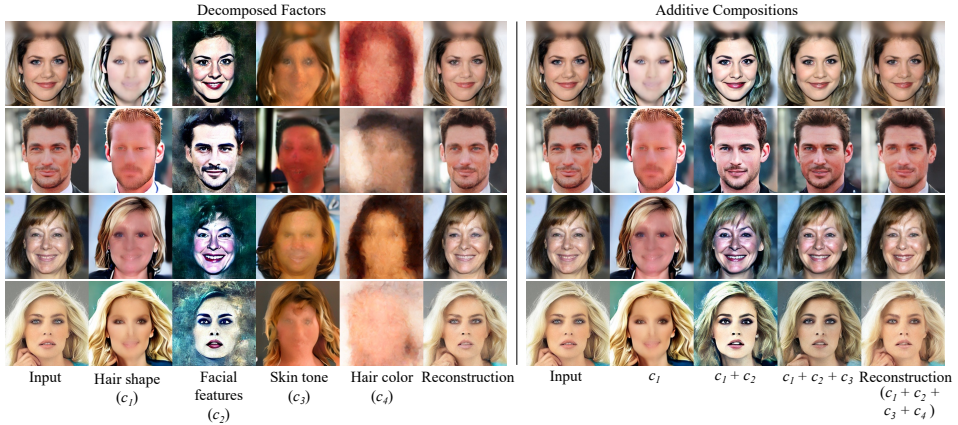 Decomposed Factors
Additive Compositions
Input
Hair shape
(c₁)
Facial
features
(c₂)
Skin tone
(c₃)
Hair color
(c₄)
Reconstruction
Input
c₁
c₁ + c₂
c₁ + c₂ + c₃
Reconstruction
(c₁ + c₂ +
c₃ + c₄ )